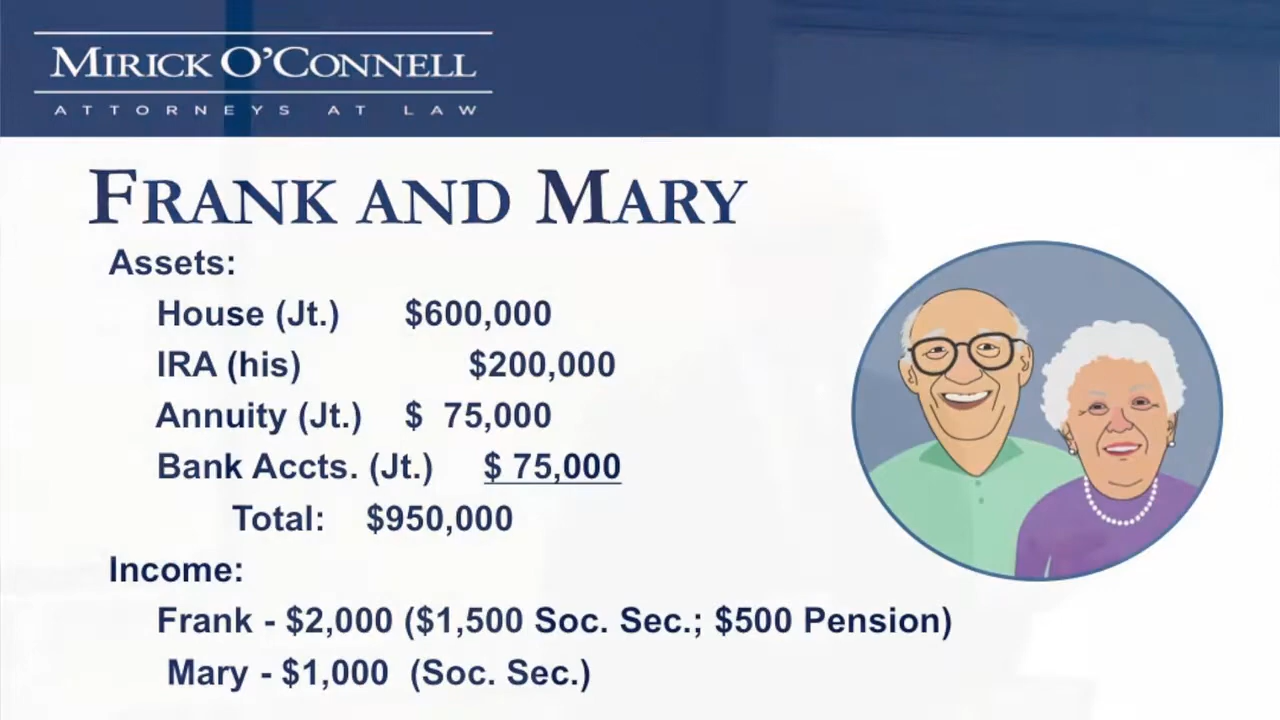 MIRICK O'CONNELL
ATTORNEYS AT LAW
FRANK AND MARY
Assets:
House (Jt.) $600,000
IRA (his) $200,000
Annuity (Jt.) $ 75,000
Bank Accts. (Jt.) $ 75,000
Total: $950,000
Income:
Frank - $2,000 ($1,500 Soc. Sec.; $500 Pension)
Mary - $1,000 (Soc. Sec.)